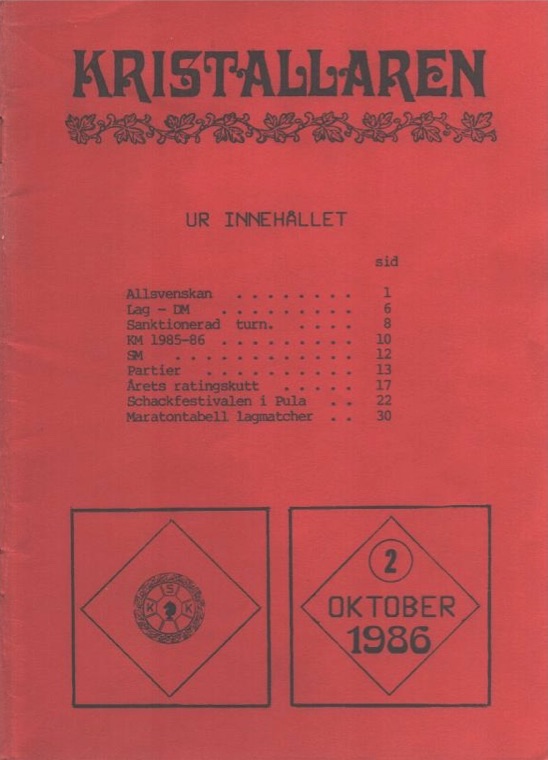 KRISTALLAREN
UR INNEHÅLLET
sid
Allsvenskan . . . . . . . . 1
Lag - DM . . . . . . . . . 6
Sanktionerad turn. . . . . 8
KM 1985-86 . . . . . . . . . 10
SM . . . . . . . . . . . . 12
Partier . . . . . . . . . . 13
Årets ratingskutt . . . . . 17
Schackfestivalen i Pula . . 22
Maratontabell lagmatcher . . 30
S
K K
2
OKTOBER
1986